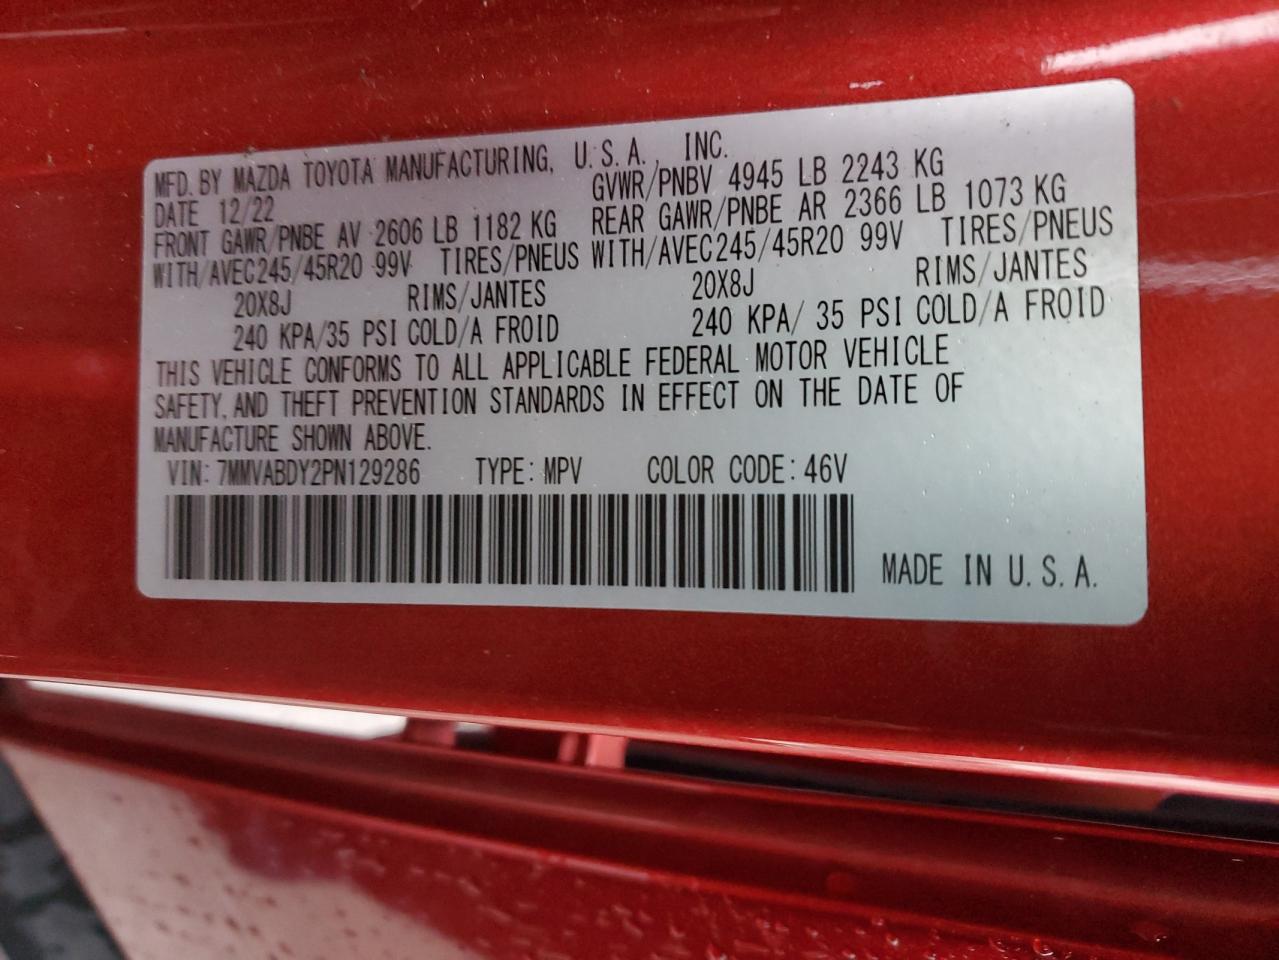 MFD. BY MAZDA TOYOTA MANUFACTURING, U.S.A., INC.
DATE 12/22 GVWR/PNBV 4945 LB 2243 KG
FRONT GAWR/PNBE AV 2606 LB 1182 KG REAR GAWR/PNBE AR 2366 LB 1073 KG
WITH/AVEC245/45R20 99V TIRES/PNEUS WITH/AVEC245/45R20 99V TIRES/PNEUS
20X8J RIMS/JANTES 20X8J RIMS/JANTES
240 KPA/35 PSI COLD/A FROID 240 KPA/ 35 PSI COLD/A FROID
THIS VEHICLE CONFORMS TO ALL APPLICABLE FEDERAL MOTOR VEHICLE
SAFETY, AND THEFT PREVENTION STANDARDS IN EFFECT ON THE DATE OF
MANUFACTURE SHOWN ABOVE.
VIN: 7MMVABDY2PN129286 TYPE: MPV COLOR CODE: 46V
MADE IN U.S.A.